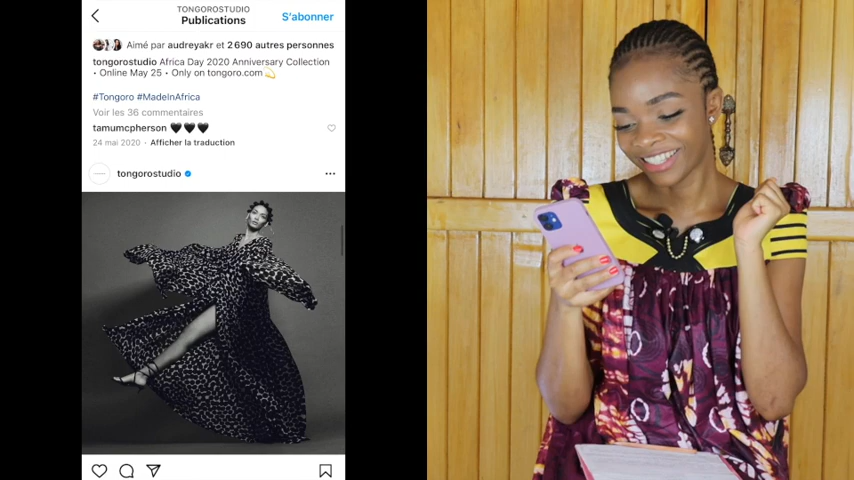 TONGOROSTUDIO
Publications
S'abonner
Aimé par audreyakr et 2 690 autres personnes
tongorostudio Africa Day 2020 Anniversary Collection
• Online May 25 • Only on tongoro.com 💫
#Tongoro #MadeInAfrica
Voir les 36 commentaires
tamumcpherson 🖤🖤🖤
24 mai 2020 · Afficher la traduction
tongorostudio